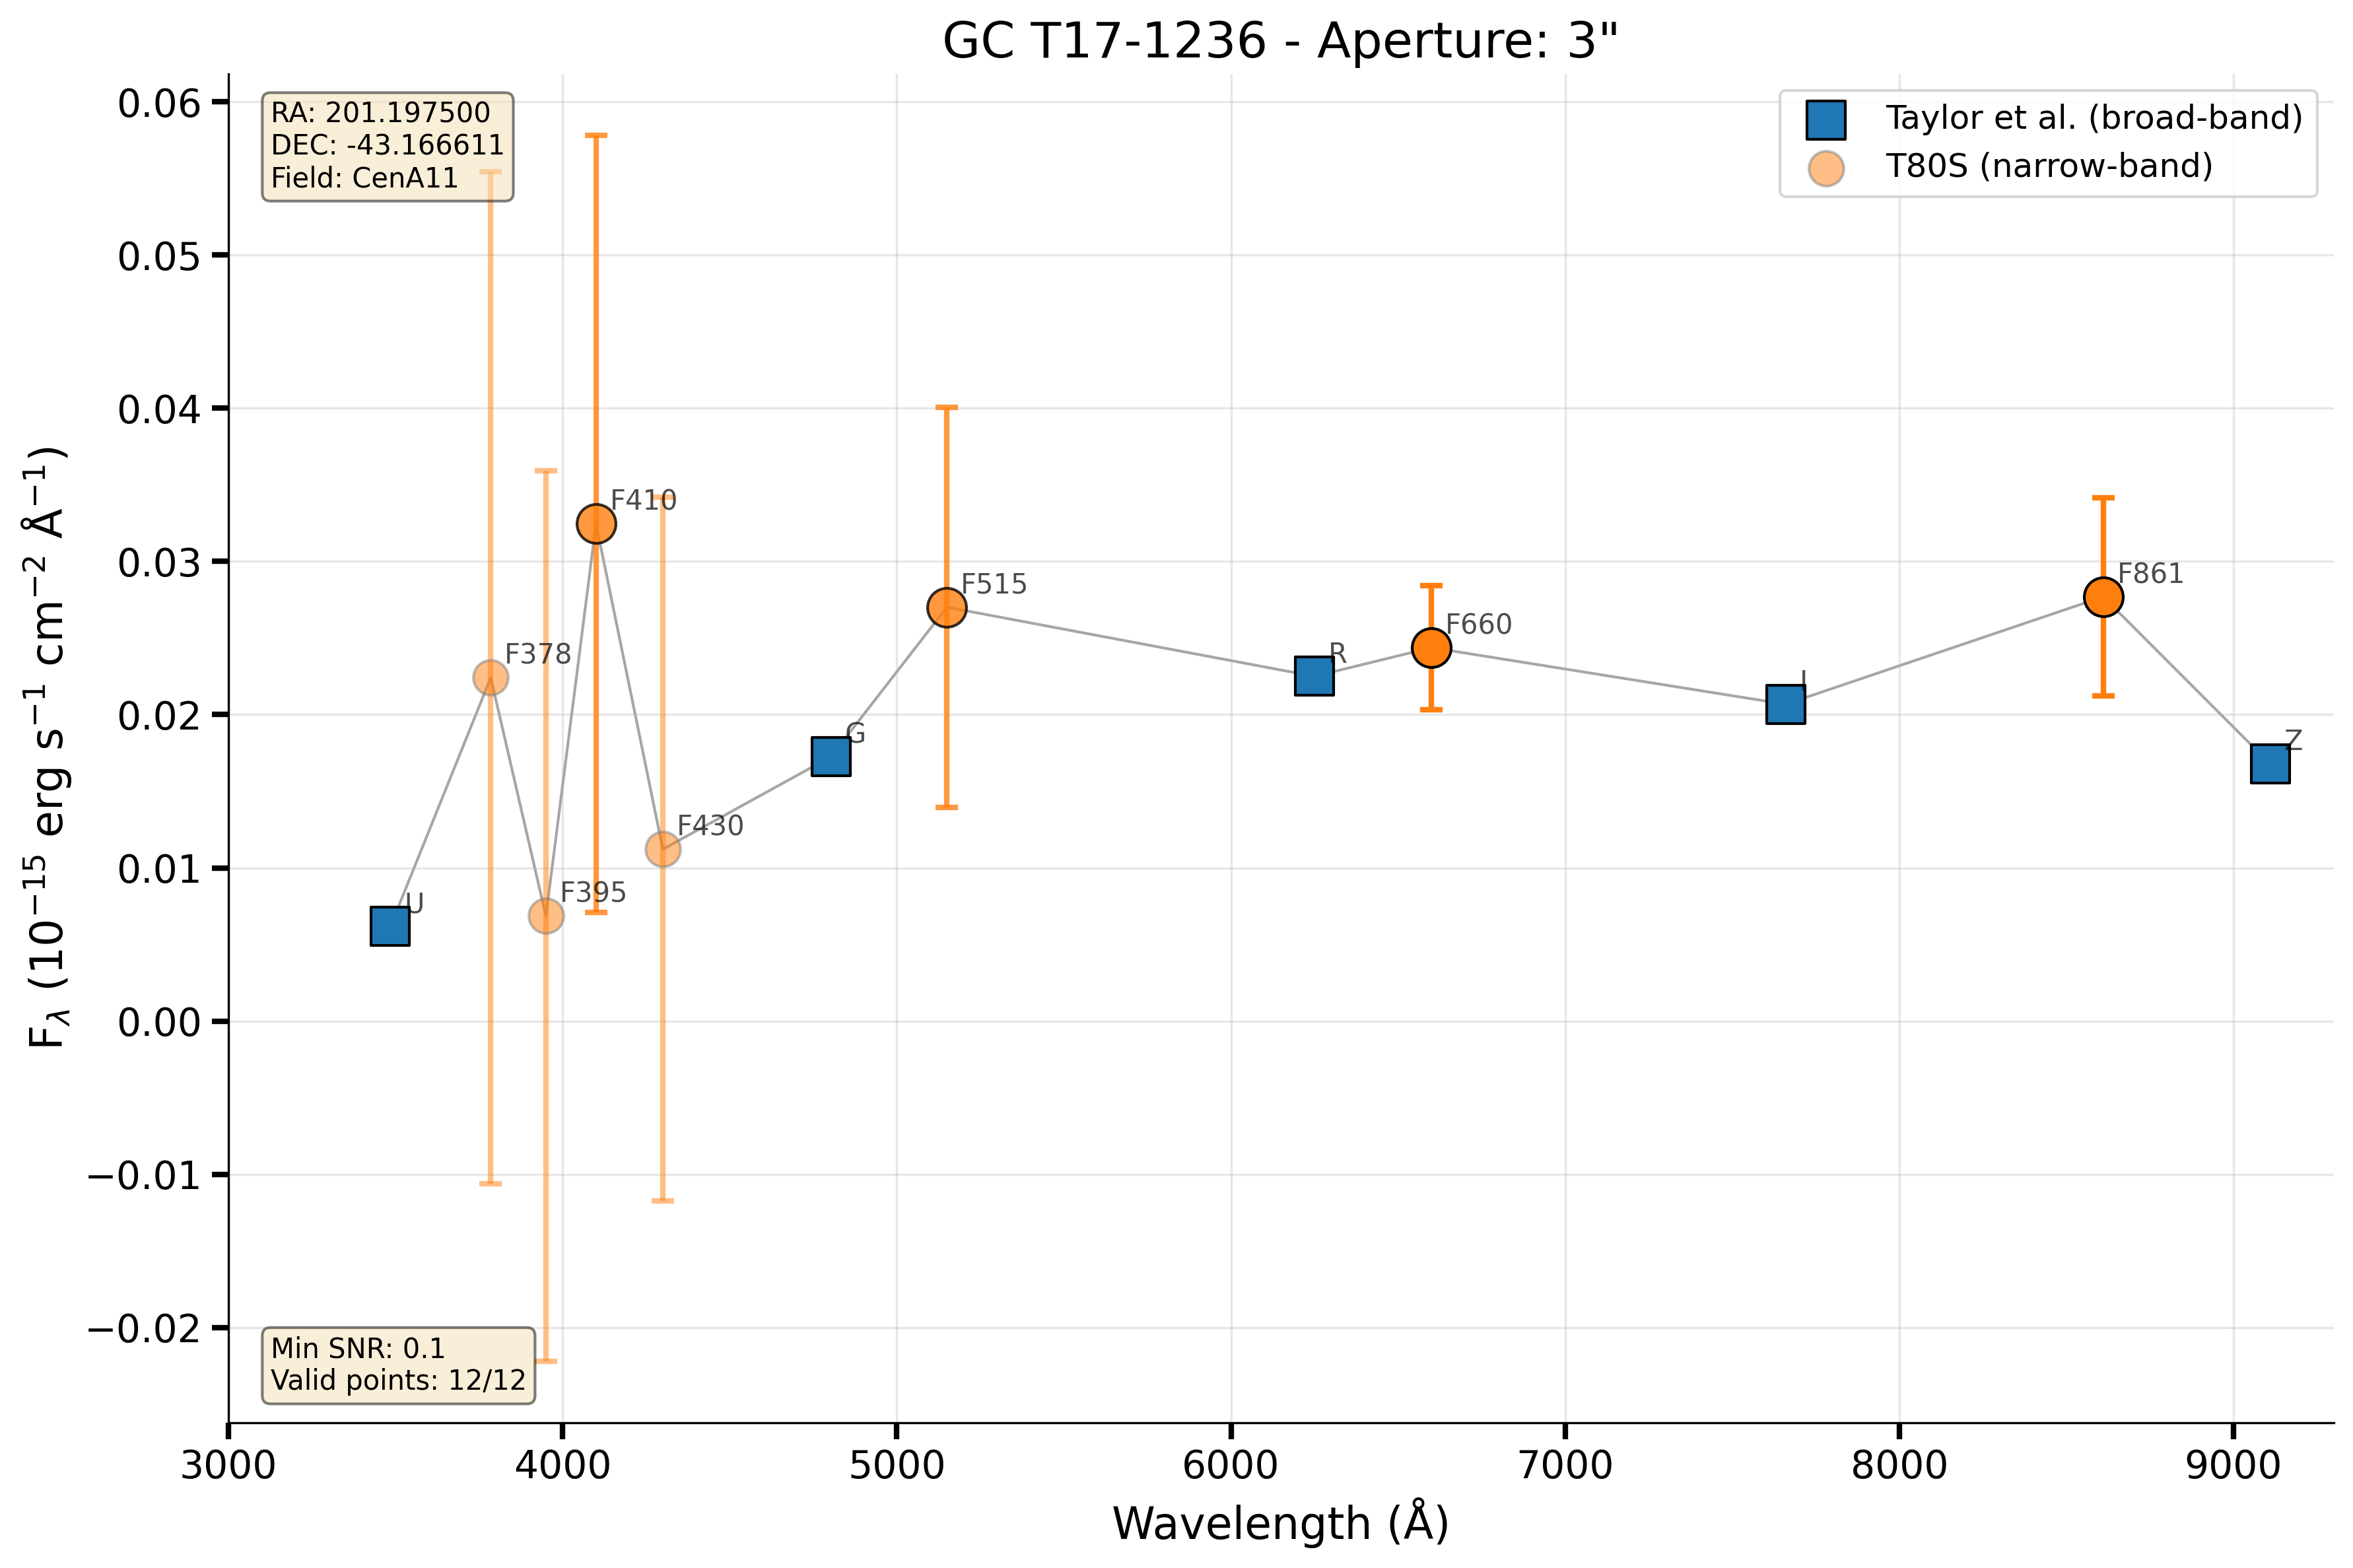 GC T17-1236 - Aperture: 3"
RA: 201.197500
DEC: -43.166611
Field: CenA11
Taylor et al. (broad-band)
T80S (narrow-band)
0.06
0.05
0.04
0.03
0.02
0.01
0.00
−0.01
−0.02
F_λ (10⁻¹⁵ erg s⁻¹ cm⁻² Å⁻¹)
U
F378
F395
F410
F430
G
F515
R
F660
I
F861
Z
Min SNR: 0.1
Valid points: 12/12
3000 4000 5000 6000 7000 8000 9000
Wavelength (Å)